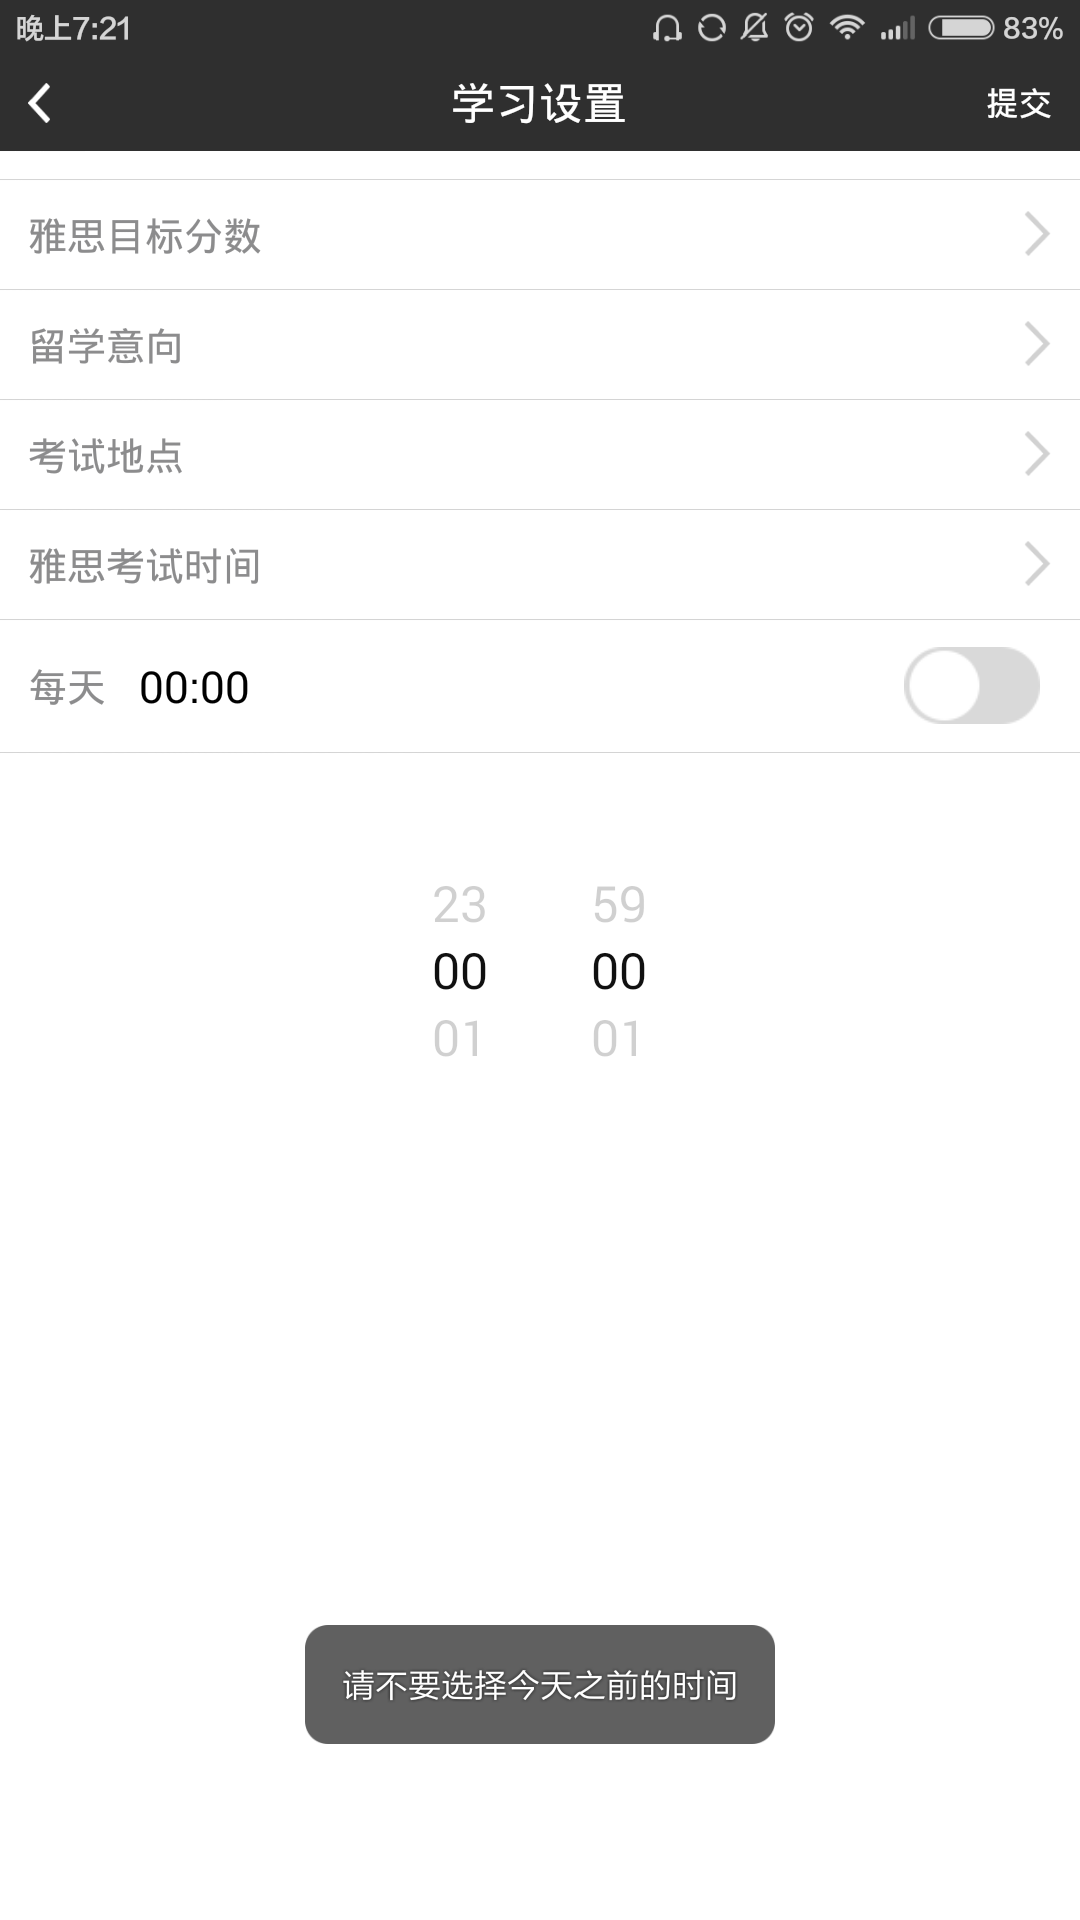 晚上7:21 83%
学习设置 提交
雅思目标分数
留学意向
考试地点
雅思考试时间
每天 00:00
23 59
00 00
01 01
请不要选择今天之前的时间